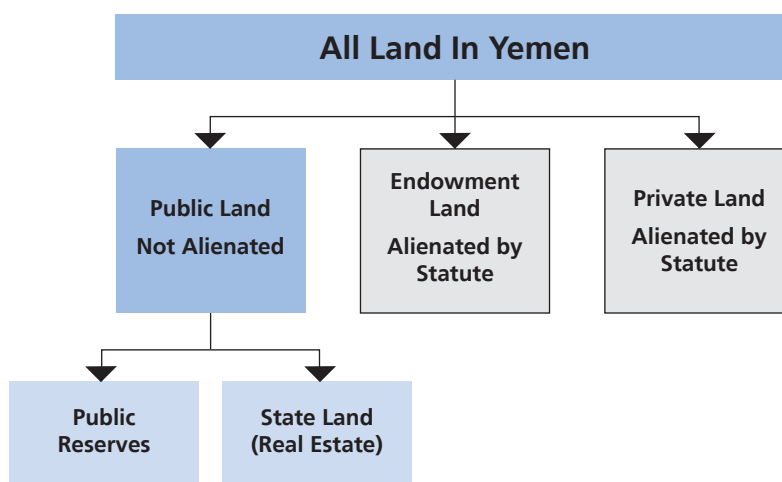 All Land In Yemen
Public Land
Not Alienated
Endowment
Land
Alienated by
Statute
Private Land
Alienated by
Statute
Public
Reserves
State Land
(Real Estate)